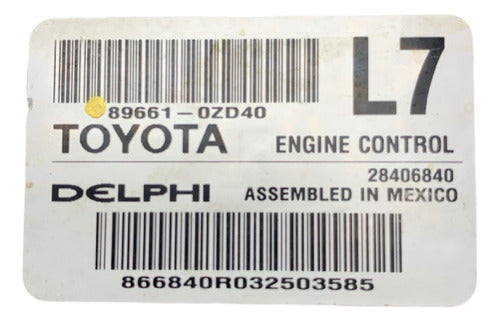 L7
89661-0ZD40
TOYOTA ENGINE CONTROL
28406840
DELPHI ASSEMBLED IN MEXICO
866840R032503585